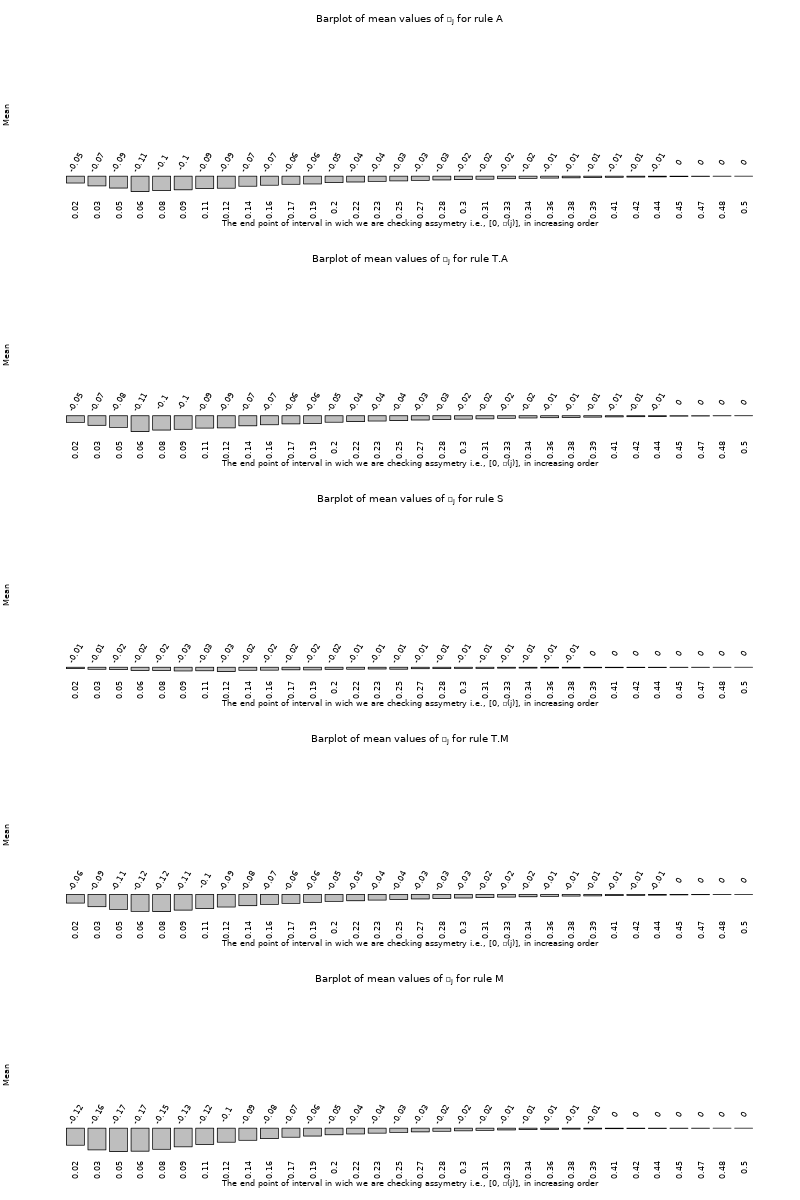 Barplot of mean values of □j for rule A
Mean
-0.05 -0.07 -0.09 -0.11 -0.1 -0.1 -0.09 -0.09 -0.07 -0.07 -0.06 -0.06 -0.05 -0.04 -0.04 -0.03 -0.03 -0.03 -0.02 -0.02 -0.02 -0.02 -0.01 -0.01 -0.01 -0.01 -0.01 -0.01 0 0 0 0
0.02 0.03 0.05 0.06 0.08 0.09 0.11 0.12 0.14 0.16 0.17 0.19 0.2 0.22 0.23 0.25 0.27 0.28 0.3 0.31 0.33 0.34 0.36 0.38 0.39 0.41 0.42 0.44 0.45 0.47 0.48 0.5
The end point of interval in wich we are checking assymetry i.e., [0, □(j)], in increasing order
Barplot of mean values of □j for rule T.A
Mean
-0.05 -0.07 -0.08 -0.11 -0.1 -0.1 -0.09 -0.09 -0.07 -0.07 -0.06 -0.06 -0.05 -0.04 -0.04 -0.04 -0.03 -0.03 -0.02 -0.02 -0.02 -0.02 -0.01 -0.01 -0.01 -0.01 -0.01 -0.01 0 0 0 0
0.02 0.03 0.05 0.06 0.08 0.09 0.11 0.12 0.14 0.16 0.17 0.19 0.2 0.22 0.23 0.25 0.27 0.28 0.3 0.31 0.33 0.34 0.36 0.38 0.39 0.41 0.42 0.44 0.45 0.47 0.48 0.5
The end point of interval in wich we are checking assymetry i.e., [0, □(j)], in increasing order
Barplot of mean values of □j for rule S
Mean
-0.01 -0.01 -0.02 -0.02 -0.02 -0.03 -0.03 -0.03 -0.02 -0.02 -0.02 -0.02 -0.02 -0.01 -0.01 -0.01 -0.01 -0.01 -0.01 -0.01 -0.01 -0.01 -0.01 -0.01 0 0 0 0 0 0 0 0
0.02 0.03 0.05 0.06 0.08 0.09 0.11 0.12 0.14 0.16 0.17 0.19 0.2 0.22 0.23 0.25 0.27 0.28 0.3 0.31 0.33 0.34 0.36 0.38 0.39 0.41 0.42 0.44 0.45 0.47 0.48 0.5
The end point of interval in wich we are checking assymetry i.e., [0, □(j)], in increasing order
Barplot of mean values of □j for rule T.M
Mean
-0.06 -0.09 -0.11 -0.12 -0.12 -0.11 -0.1 -0.09 -0.08 -0.07 -0.06 -0.06 -0.05 -0.05 -0.04 -0.04 -0.03 -0.03 -0.03 -0.02 -0.02 -0.02 -0.01 -0.01 -0.01 -0.01 -0.01 -0.01 0 0 0 0
0.02 0.03 0.05 0.06 0.08 0.09 0.11 0.12 0.14 0.16 0.17 0.19 0.2 0.22 0.23 0.25 0.27 0.28 0.3 0.31 0.33 0.34 0.36 0.38 0.39 0.41 0.42 0.44 0.45 0.47 0.48 0.5
The end point of interval in wich we are checking assymetry i.e., [0, □(j)], in increasing order
Barplot of mean values of □j for rule M
Mean
-0.12 -0.16 -0.17 -0.17 -0.15 -0.13 -0.12 -0.1 -0.09 -0.08 -0.07 -0.06 -0.05 -0.04 -0.04 -0.03 -0.03 -0.02 -0.02 -0.02 -0.01 -0.01 -0.01 -0.01 -0.01 0 0 0 0 0 0 0
0.02 0.03 0.05 0.06 0.08 0.09 0.11 0.12 0.14 0.16 0.17 0.19 0.2 0.22 0.23 0.25 0.27 0.28 0.3 0.31 0.33 0.34 0.36 0.38 0.39 0.41 0.42 0.44 0.45 0.47 0.48 0.5
The end point of interval in wich we are checking assymetry i.e., [0, □(j)], in increasing order